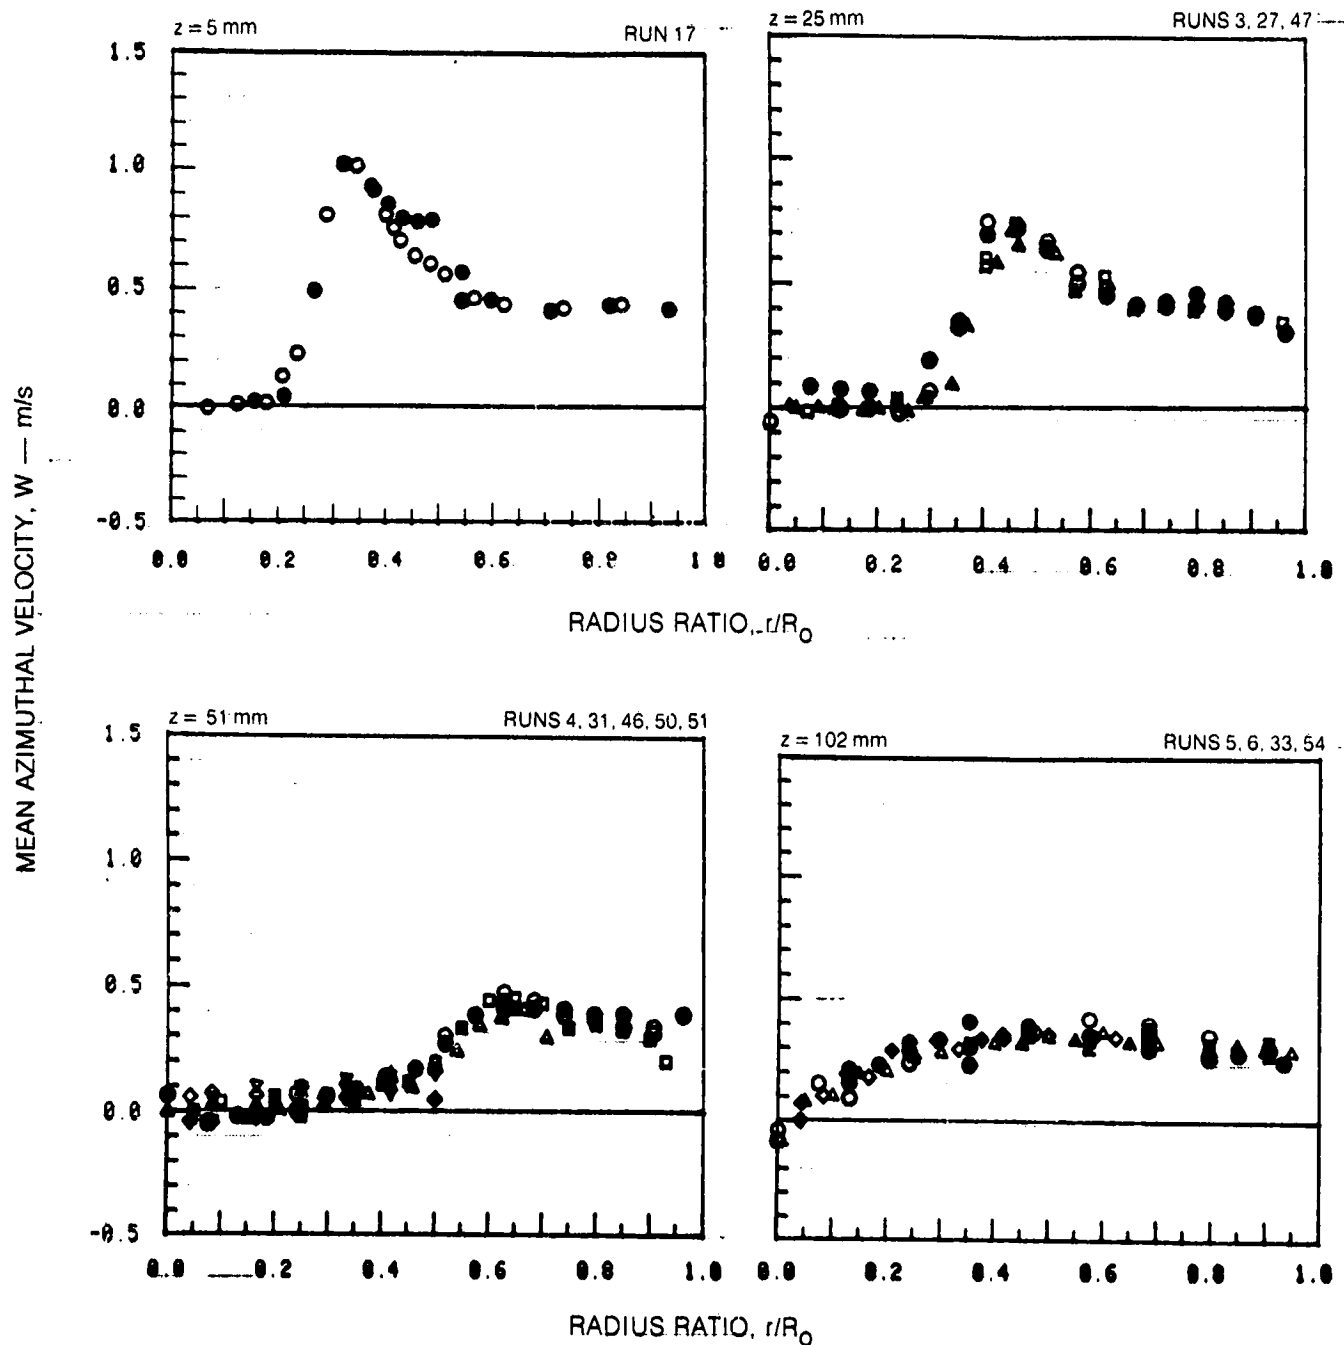 z = 5 mm
RUN 17
z = 25 mm
RUNS 3, 27, 47
1.5
1.0
0.5
0.0
-0.5
0.0 0.2 0.4 0.6 0.8 1.0
0.0 0.2 0.4 0.6 0.8 1.0
RADIUS RATIO, r/RO
MEAN AZIMUTHAL VELOCITY, W — m/s
z = 51 mm
RUNS 4, 31, 46, 50, 51
z = 102 mm
RUNS 5, 6, 33, 54
1.5
1.0
0.5
0.0
-0.5
0.0 0.2 0.4 0.6 0.8 1.0
0.0 0.2 0.4 0.6 0.8 1.0
RADIUS RATIO, r/RO